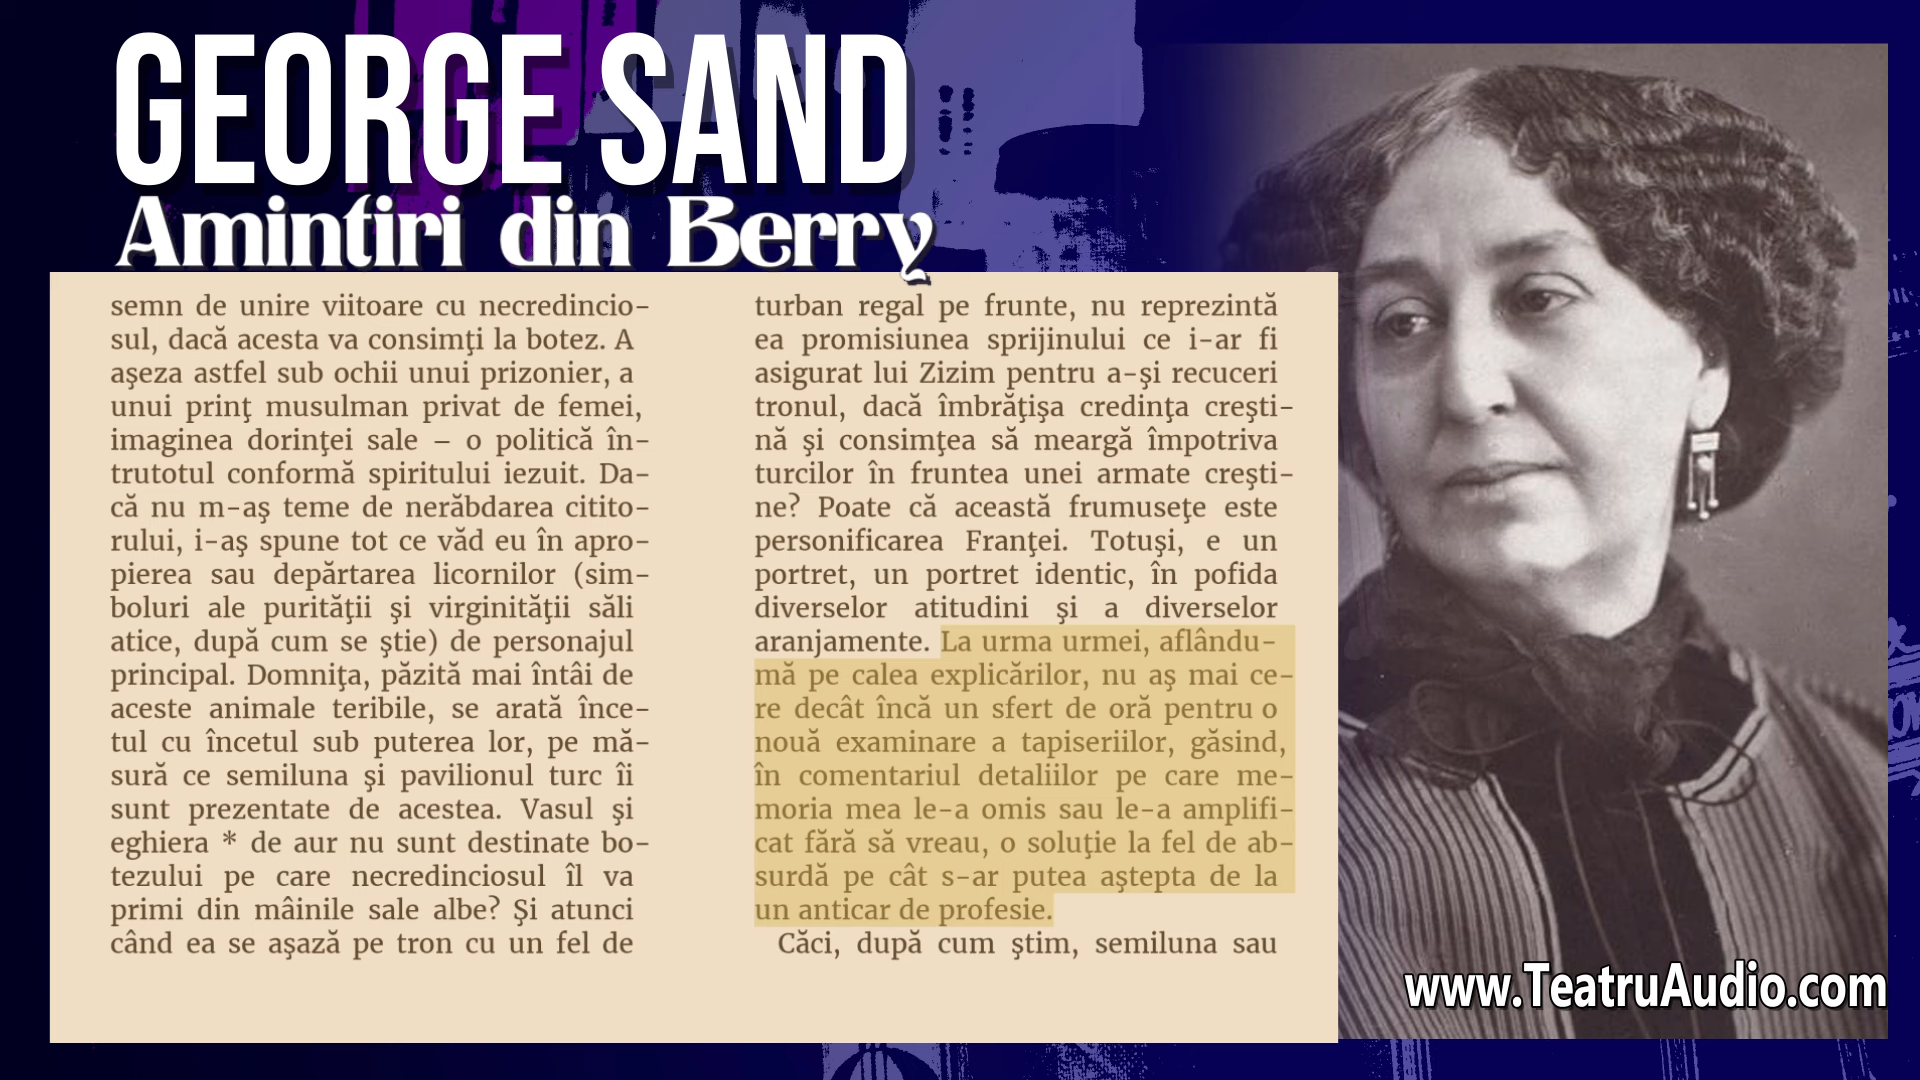 GEORGE SAND
Amintiri din Berry
semn de unire viitoare cu necredincio-
sul, dacă acesta va consimţi la botez. A
aşeza astfel sub ochii unui prizonier, a
unui prinţ musulman privat de femei,
imaginea dorinţei sale – o politică în-
trutotul conformă spiritului iezuit. Da-
că nu m-aş teme de nerăbdarea citito-
rului, i-aş spune tot ce văd eu în apro-
pierea sau depărtarea licornilor (sim-
boluri ale purităţii şi virginităţii săli
atice, după cum se ştie) de personajul
principal. Domniţa, păzită mai întâi de
aceste animale teribile, se arată înce-
tul cu încetul sub puterea lor, pe mă-
sură ce semiluna şi pavilionul turc îi
sunt prezentate de acestea. Vasul şi
eghiera * de aur nu sunt destinate bo-
tezului pe care necredinciosul îl va
primi din mâinile sale albe? Şi atunci
când ea se aşază pe tron cu un fel de
turban regal pe frunte, nu reprezintă
ea promisiunea sprijinului ce i-ar fi
asigurat lui Zizim pentru a-şi recuceri
tronul, dacă îmbrăţişa credinţa creşti-
nă şi consimţea să meargă împotriva
turcilor în fruntea unei armate creşti-
ne? Poate că această frumuseţe este
personificarea Franţei. Totuşi, e un
portret, un portret identic, în pofida
diverselor atitudini şi a diverselor
aranjamente. La urma urmei, aflându-
mă pe calea explicărilor, nu aş mai ce-
re decât încă un sfert de oră pentru o
nouă examinare a tapiseriilor, găsind,
în comentariul detaliilor pe care me-
moria mea le-a omis sau le-a amplifi-
cat fără să vreau, o soluţie la fel de ab-
surdă pe cât s-ar putea aştepta de la
un anticar de profesie.
Căci, după cum ştim, semiluna sau
www.TeatruAudio.com